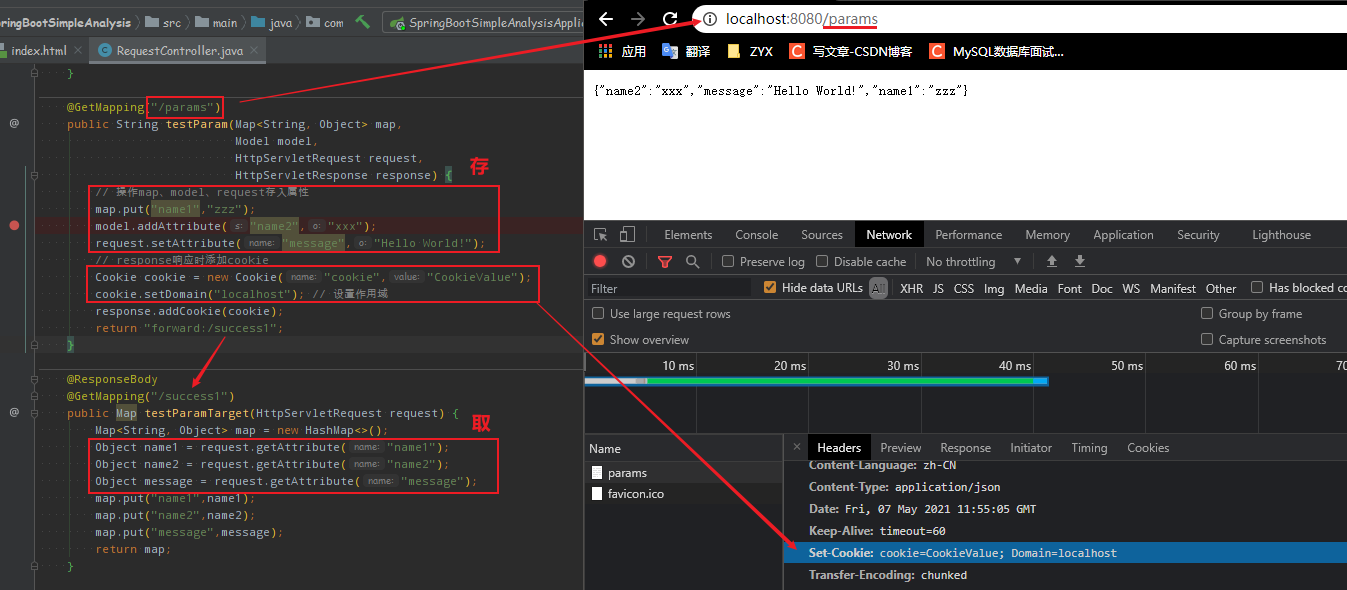 ringBootSimpleAnalysis
src
main
java
com
SpringBootSimpleAnalysisApplic
index.html
RequestController.java
}
@GetMapping("/params")
public String testParam(Map<String, Object> map,
Model model,
HttpServletRequest request,
HttpServletResponse response) {
存
// 操作map、model、request存入属性
map.put("name1","zzz");
model.addAttribute( s: "name2", o: "xxx");
request.setAttribute( name: "message", o: "Hello World!");
// response响应时添加cookie
Cookie cookie = new Cookie( name: "cookie", value: "CookieValue");
cookie.setDomain("localhost"); // 设置作用域
response.addCookie(cookie);
return "forward:/success1";
}
@ResponseBody
@GetMapping("/success1")
public Map testParamTarget(HttpServletRequest request) {
取
Map<String, Object> map = new HashMap<>();
Object name1 = request.getAttribute( name: "name1");
Object name2 = request.getAttribute( name: "name2");
Object message = request.getAttribute( name: "message");
map.put("name1",name1);
map.put("name2",name2);
map.put("message",message);
return map;
}
localhost:8080/params
应用
翻译
ZYX
写文章-CSDN博客
MySQL数据库面试...
{"name2":"xxx","message":"Hello World!","name1":"zzz"}
Elements Console Sources Network Performance Memory Application Security Lighthouse
Preserve log Disable cache No throttling
Filter Hide data URLs All XHR JS CSS Img Media Font Doc WS Manifest Other Has blocked co
Use large request rows Group by frame
Show overview Capture screenshots
10 ms 20 ms 30 ms 40 ms 50 ms 60 ms 70
Name
params
favicon.ico
× Headers Preview Response Initiator Timing Cookies
Content-Language: zh-CN
Content-Type: application/json
Date: Fri, 07 May 2021 11:55:05 GMT
Keep-Alive: timeout=60
Set-Cookie: cookie=CookieValue; Domain=localhost
Transfer-Encoding: chunked